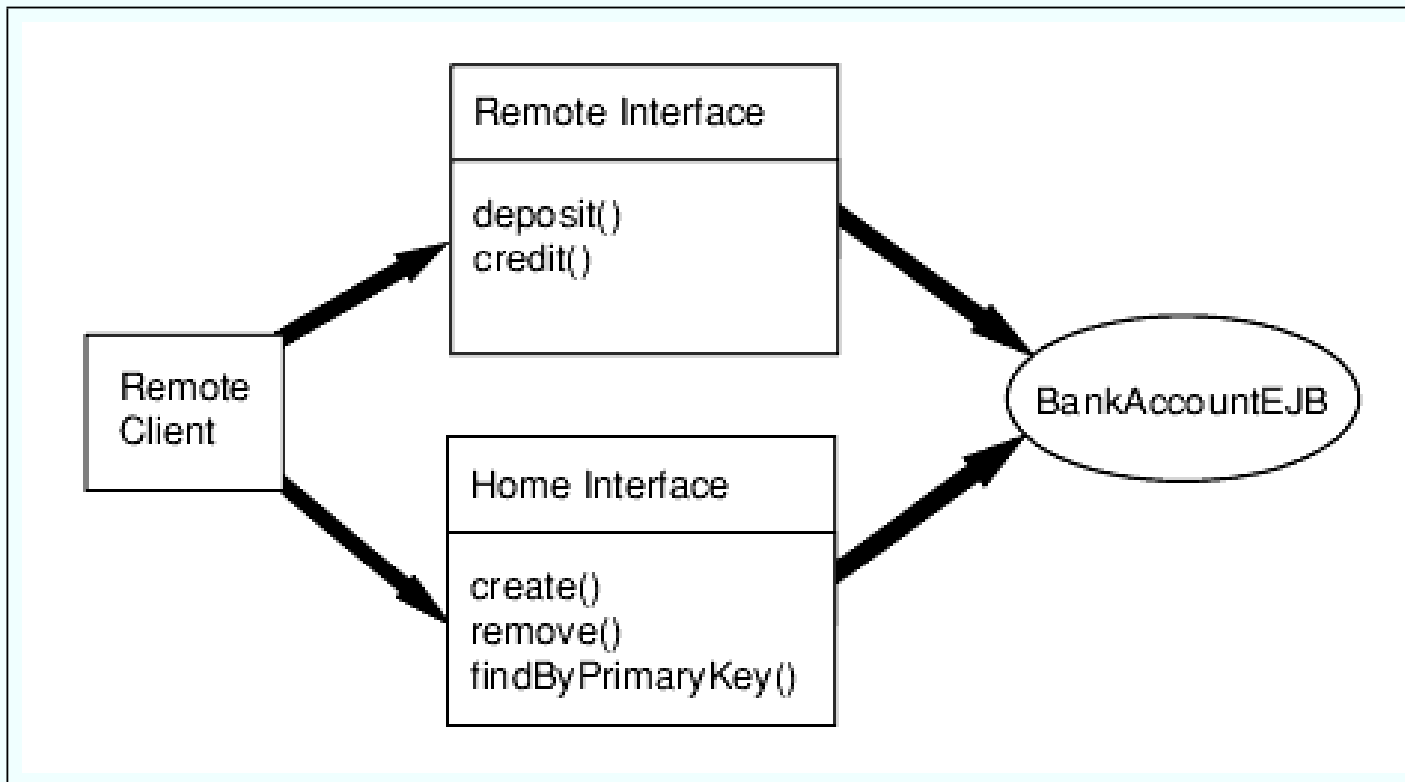 Remote Interface
deposit()
credit()
Remote
Client
BankAccountEJB
Home Interface
create()
remove()
findByPrimaryKey()